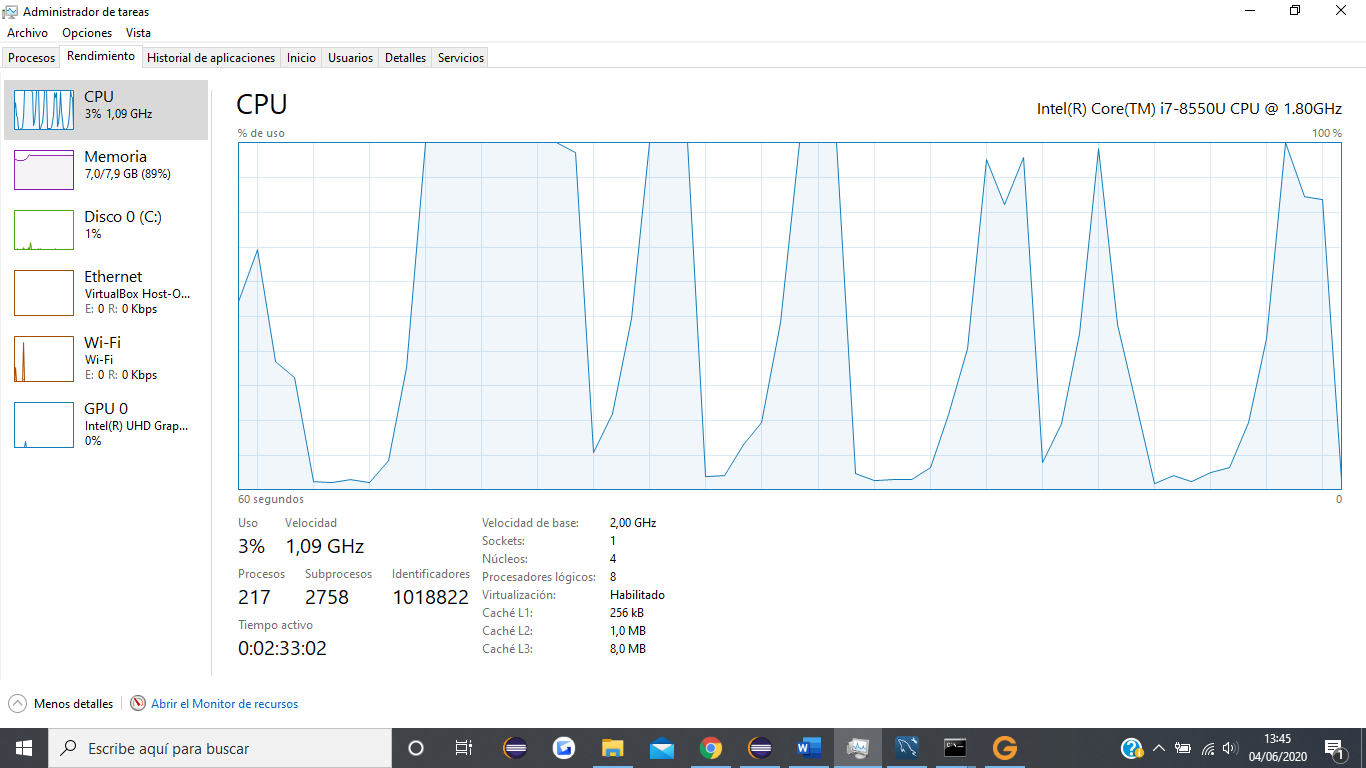 Administrador de tareas
Archivo Opciones Vista
Procesos Rendimiento Historial de aplicaciones Inicio Usuarios Detalles Servicios
CPU
3% 1,09 GHz
Memoria
7,0/7,9 GB (89%)
Disco 0 (C:)
1%
Ethernet
VirtualBox Host-O...
E: 0 R: 0 Kbps
Wi-Fi
Wi-Fi
E: 0 R: 0 Kbps
GPU 0
Intel(R) UHD Grap...
0%
CPU Intel(R) Core(TM) i7-8550U CPU @ 1.80GHz
% de uso 100 %
60 segundos 0
Uso Velocidad
3% 1,09 GHz
Procesos Subprocesos Identificadores
217 2758 1018822
Tiempo activo
0:02:33:02
Velocidad de base: 2,00 GHz
Sockets: 1
Núcleos: 4
Procesadores lógicos: 8
Virtualización: Habilitado
Caché L1: 256 kB
Caché L2: 1,0 MB
Caché L3: 8,0 MB
Menos detalles Abrir el Monitor de recursos
Escribe aquí para buscar
13:45
04/06/2020
1